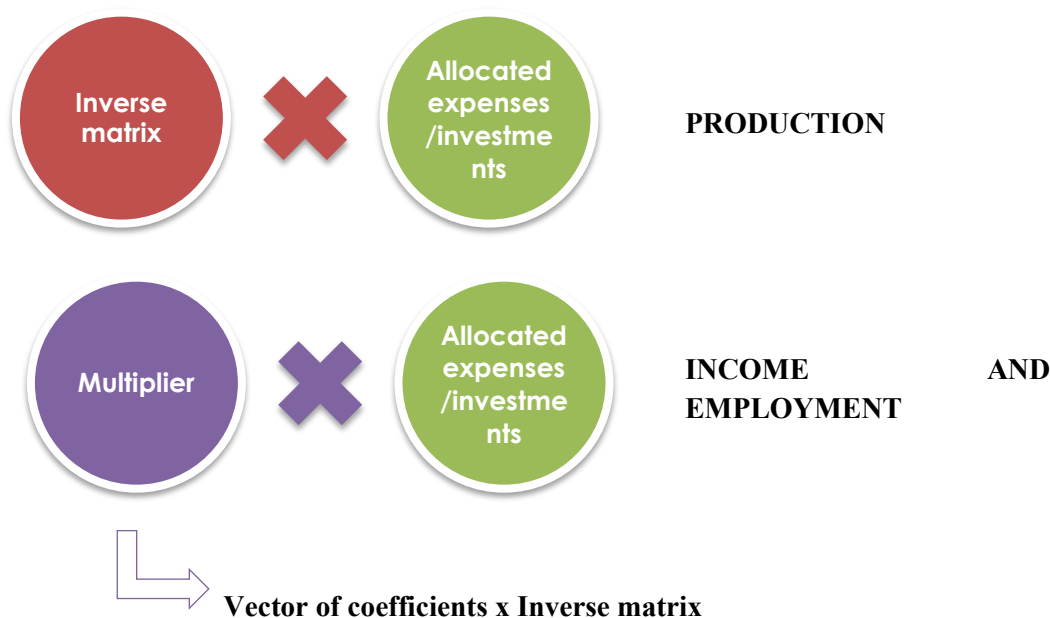 Inverse
matrix
Allocated
expenses
/investme
nts
PRODUCTION
Multiplier
Allocated
expenses
/investme
nts
INCOME AND
EMPLOYMENT
Vector of coefficients x Inverse matrix